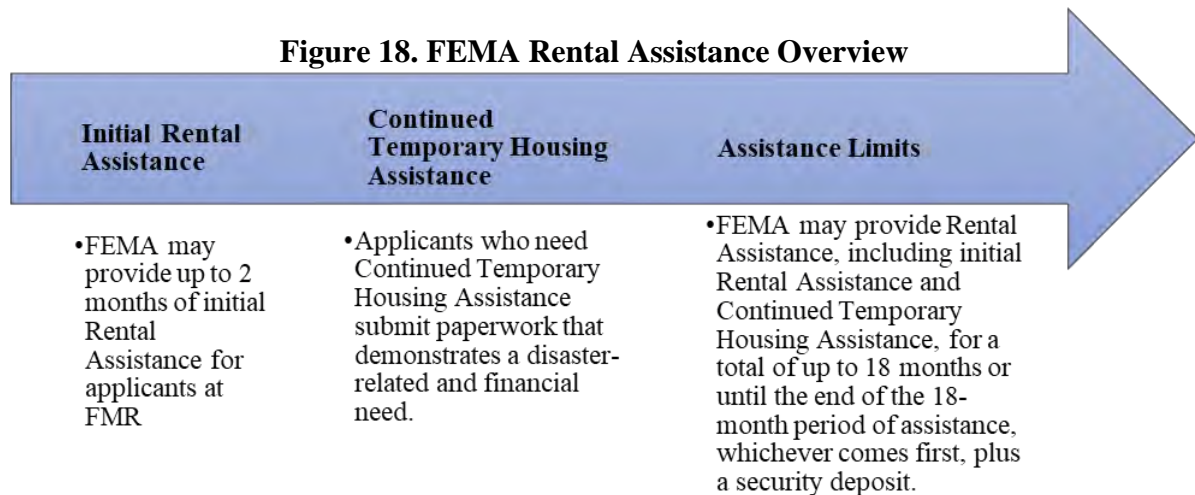 Figure 18. FEMA Rental Assistance Overview
Initial Rental
Assistance
Continued
Temporary Housing
Assistance
Assistance Limits
•FEMA may
provide up to 2
months of initial
Rental
Assistance for
applicants at
FMR
•Applicants who need
Continued Temporary
Housing Assistance
submit paperwork that
demonstrates a disaster-
related and financial
need.
•FEMA may provide Rental
Assistance, including initial
Rental Assistance and
Continued Temporary
Housing Assistance, for a
total of up to 18 months or
until the end of the 18-
month period of assistance,
whichever comes first, plus
a security deposit.